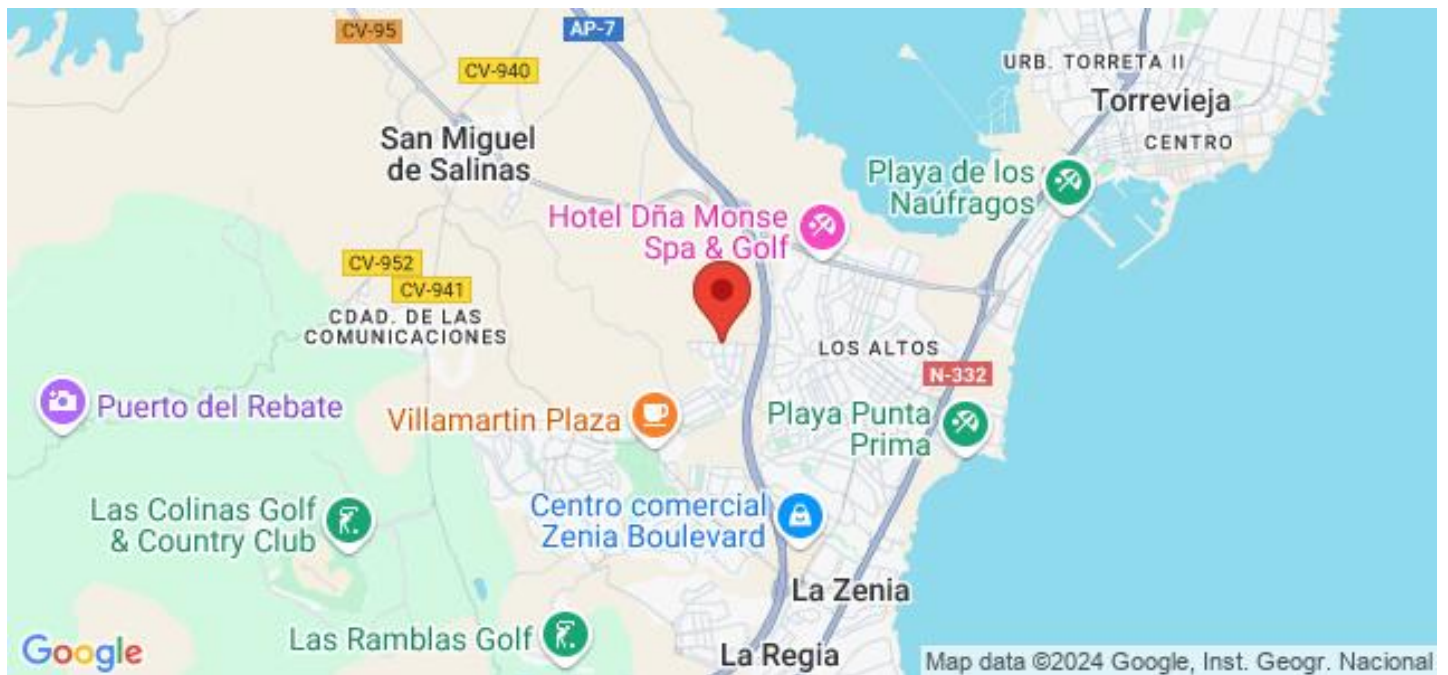 CV-95
AP-7
CV-940
URB. TORRETA II
Torrevieja
CENTRO
San Miguel
de Salinas
Playa de los
Naúfragos
Hotel Dña Monse
Spa & Golf
CV-952
CV-941
CDAD. DE LAS
COMUNICACIONES
LOS ALTOS
N-332
Puerto del Rebate
Villamartin Plaza
Playa Punta
Prima
Las Colinas Golf
& Country Club
Centro comercial
Zenia Boulevard
La Zenia
Las Ramblas Golf
La Regia
Google
Map data ©2024 Google, Inst. Geogr. Nacional